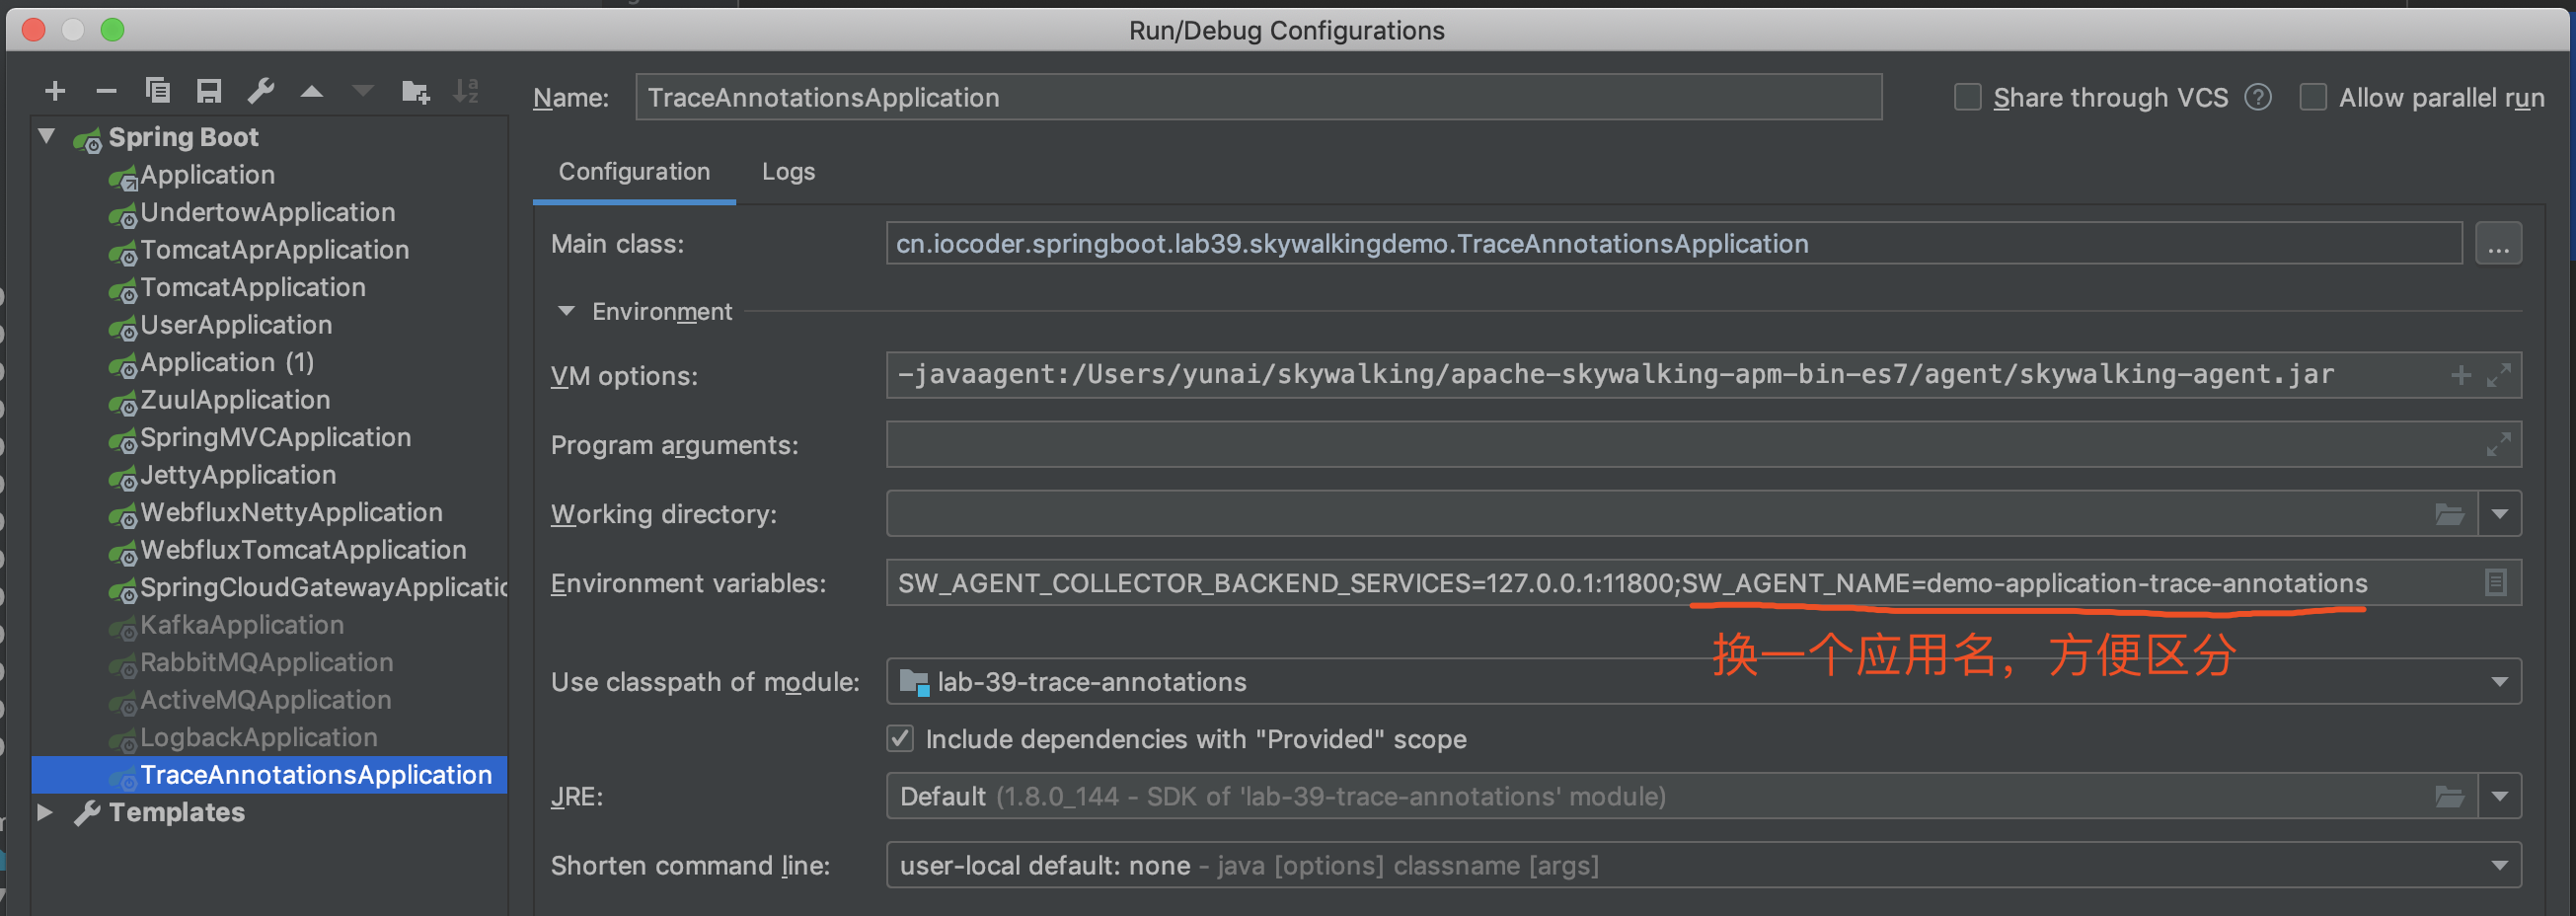 Run/Debug Configurations
Name: TraceAnnotationsApplication
Share through VCS ?
Allow parallel run
Spring Boot
Application
UndertowApplication
TomcatAprApplication
TomcatApplication
UserApplication
Application (1)
ZuulApplication
SpringMVCApplication
JettyApplication
WebfluxNettyApplication
WebfluxTomcatApplication
SpringCloudGatewayApplicatio
KafkaApplication
RabbitMQApplication
ActiveMQApplication
LogbackApplication
TraceAnnotationsApplication
Templates
Configuration Logs
Main class: cn.iocoder.springboot.lab39.skywalkingdemo.TraceAnnotationsApplication ...
Environment
VM options: -javaagent:/Users/yunai/skywalking/apache-skywalking-apm-bin-es7/agent/skywalking-agent.jar
Program arguments:
Working directory:
Environment variables: SW_AGENT_COLLECTOR_BACKEND_SERVICES=127.0.0.1:11800;SW_AGENT_NAME=demo-application-trace-annotations
换一个应用名，方便区分
Use classpath of module: lab-39-trace-annotations
Include dependencies with "Provided" scope
JRE: Default (1.8.0_144 - SDK of 'lab-39-trace-annotations' module)
Shorten command line: user-local default: none - java [options] classname [args]